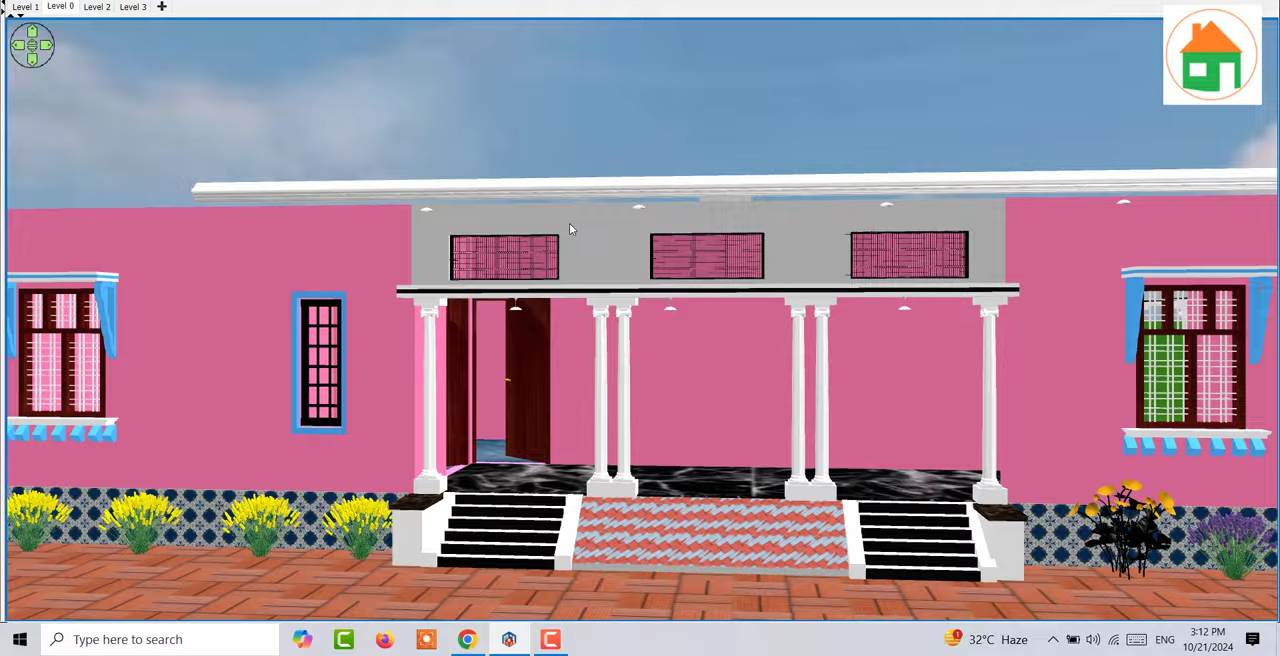 Level 1 Level 0 Level 2 Level 3
Type here to search
32°C Haze
ENG
3:12 PM
10/21/2024
1